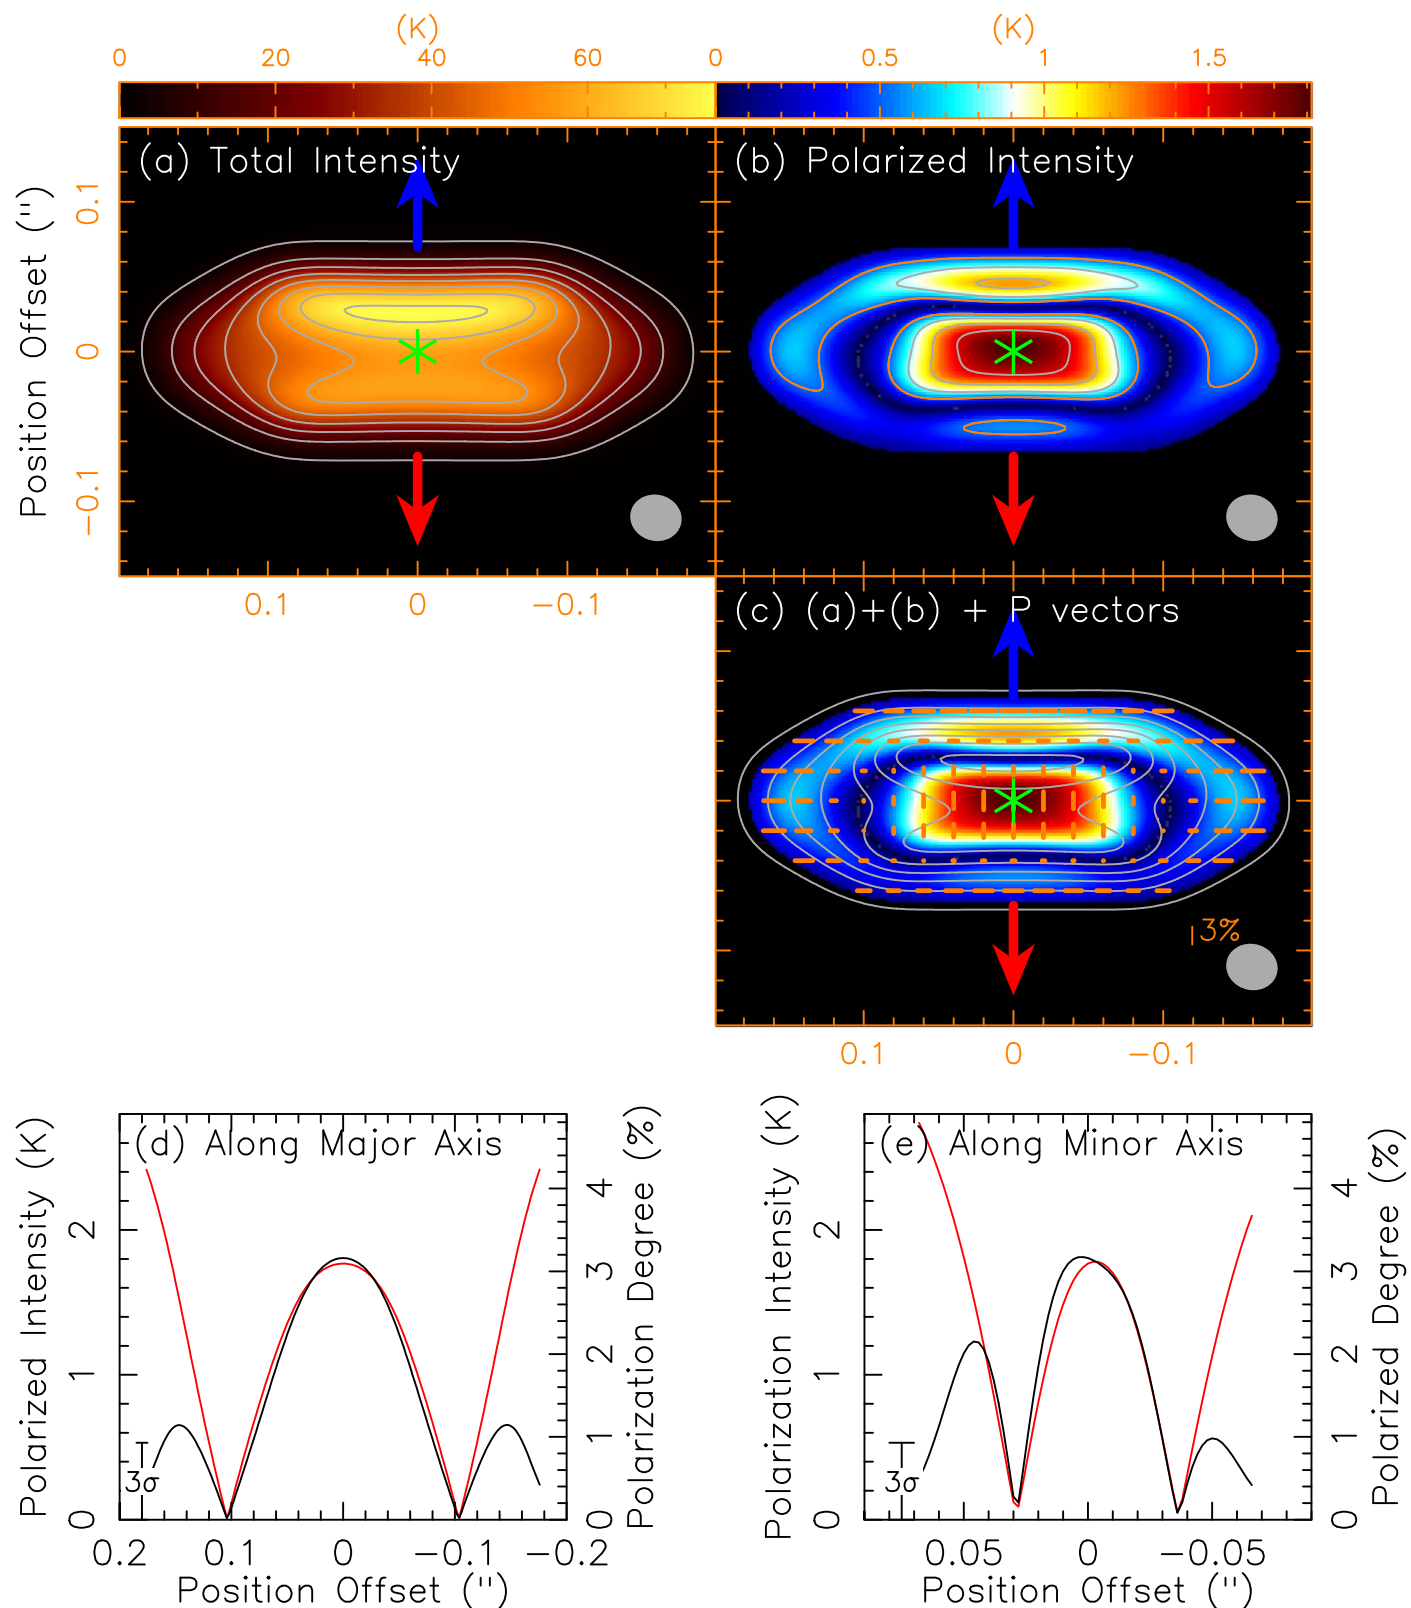 (K) (K)
0 20 40 60 0 0.5 1 1.5
(a) Total Intensity
(b) Polarized Intensity
Position Offset (")
0.1
0
−0.1
0.1 0 −0.1
(c) (a)+(b) + P vectors
3%
0.1 0 −0.1
(d) Along Major Axis
Polarized Intensity (K)
0 1 2
Polarization Degree (%)
0 1 2 3 4
3σ
0.2 0.1 0 −0.1 −0.2
Position Offset (")
(e) Along Minor Axis
Polarization Intensity (K)
0 1 2
Polarized Degree (%)
0 1 2 3 4
3σ
0.05 0 −0.05
Position Offset (")